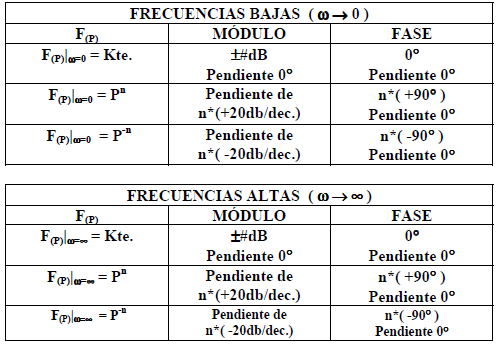 FRECUENCIAS BAJAS ( ω → 0 )
F(P) MÓDULO FASE
F(P)|ω=0 = Kte. ±#dB 0º
Pendiente 0º Pendiente 0º
F(P)|ω=0 = Pⁿ Pendiente de n*( +90º )
n*(+20db/dec.) Pendiente 0º
F(P)|ω=0 = P⁻ⁿ Pendiente de n*( -90º )
n*( -20db/dec.) Pendiente 0º
FRECUENCIAS ALTAS ( ω → ∞ )
F(P) MÓDULO FASE
F(P)|ω=∞ = Kte. ±#dB 0º
Pendiente 0º Pendiente 0º
F(P)|ω=∞ = Pⁿ Pendiente de n*( +90º )
n*(+20db/dec.) Pendiente 0º
F(P)|ω=∞ = P⁻ⁿ Pendiente de n*( -90º )
n*( -20db/dec.) Pendiente 0º